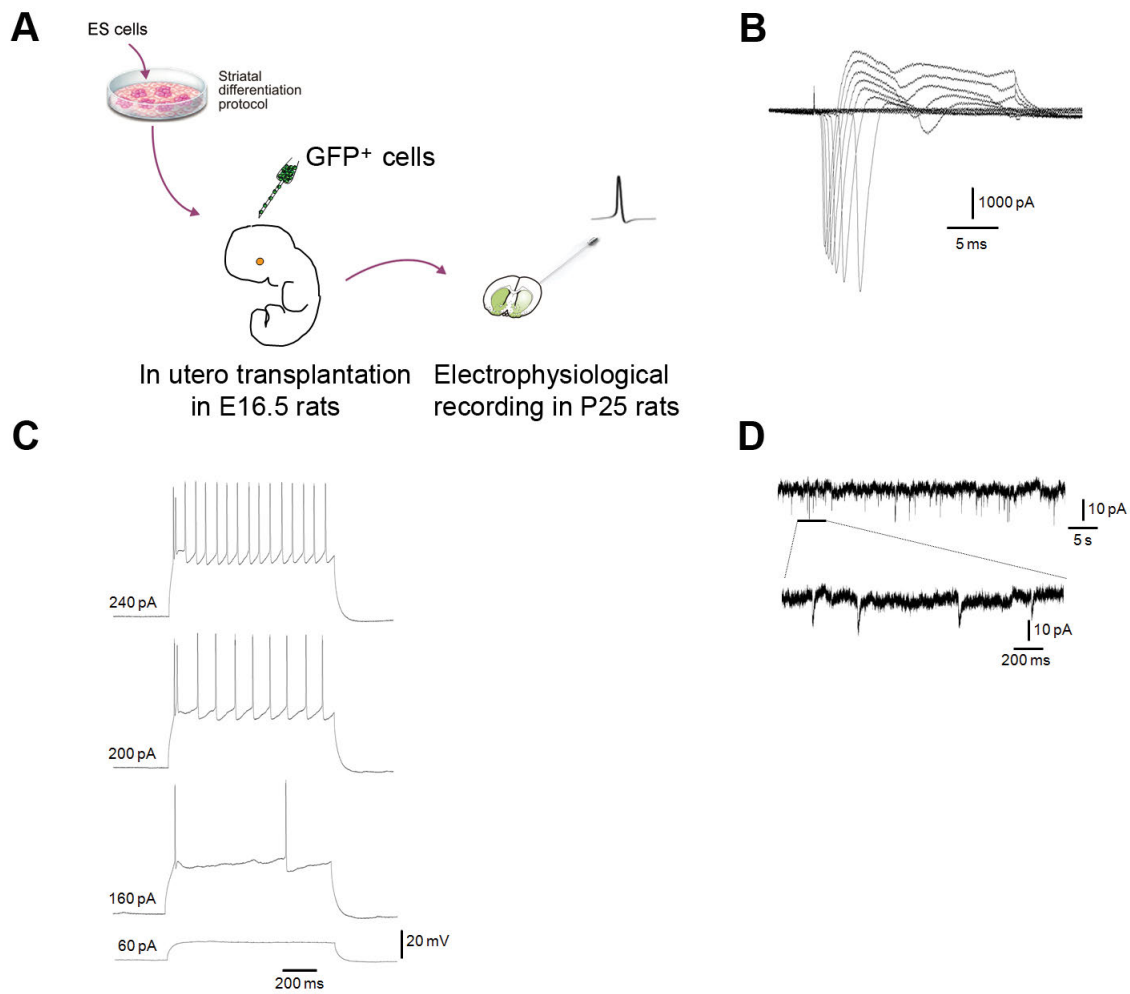 A
ES cells
Striatal
differentiation
protocol
GFP⁺ cells
In utero transplantation
in E16.5 rats
Electrophysiological
recording in P25 rats
B
1000 pA
5 ms
C
240 pA
200 pA
160 pA
60 pA
20 mV
200 ms
D
10 pA
5 s
10 pA
200 ms